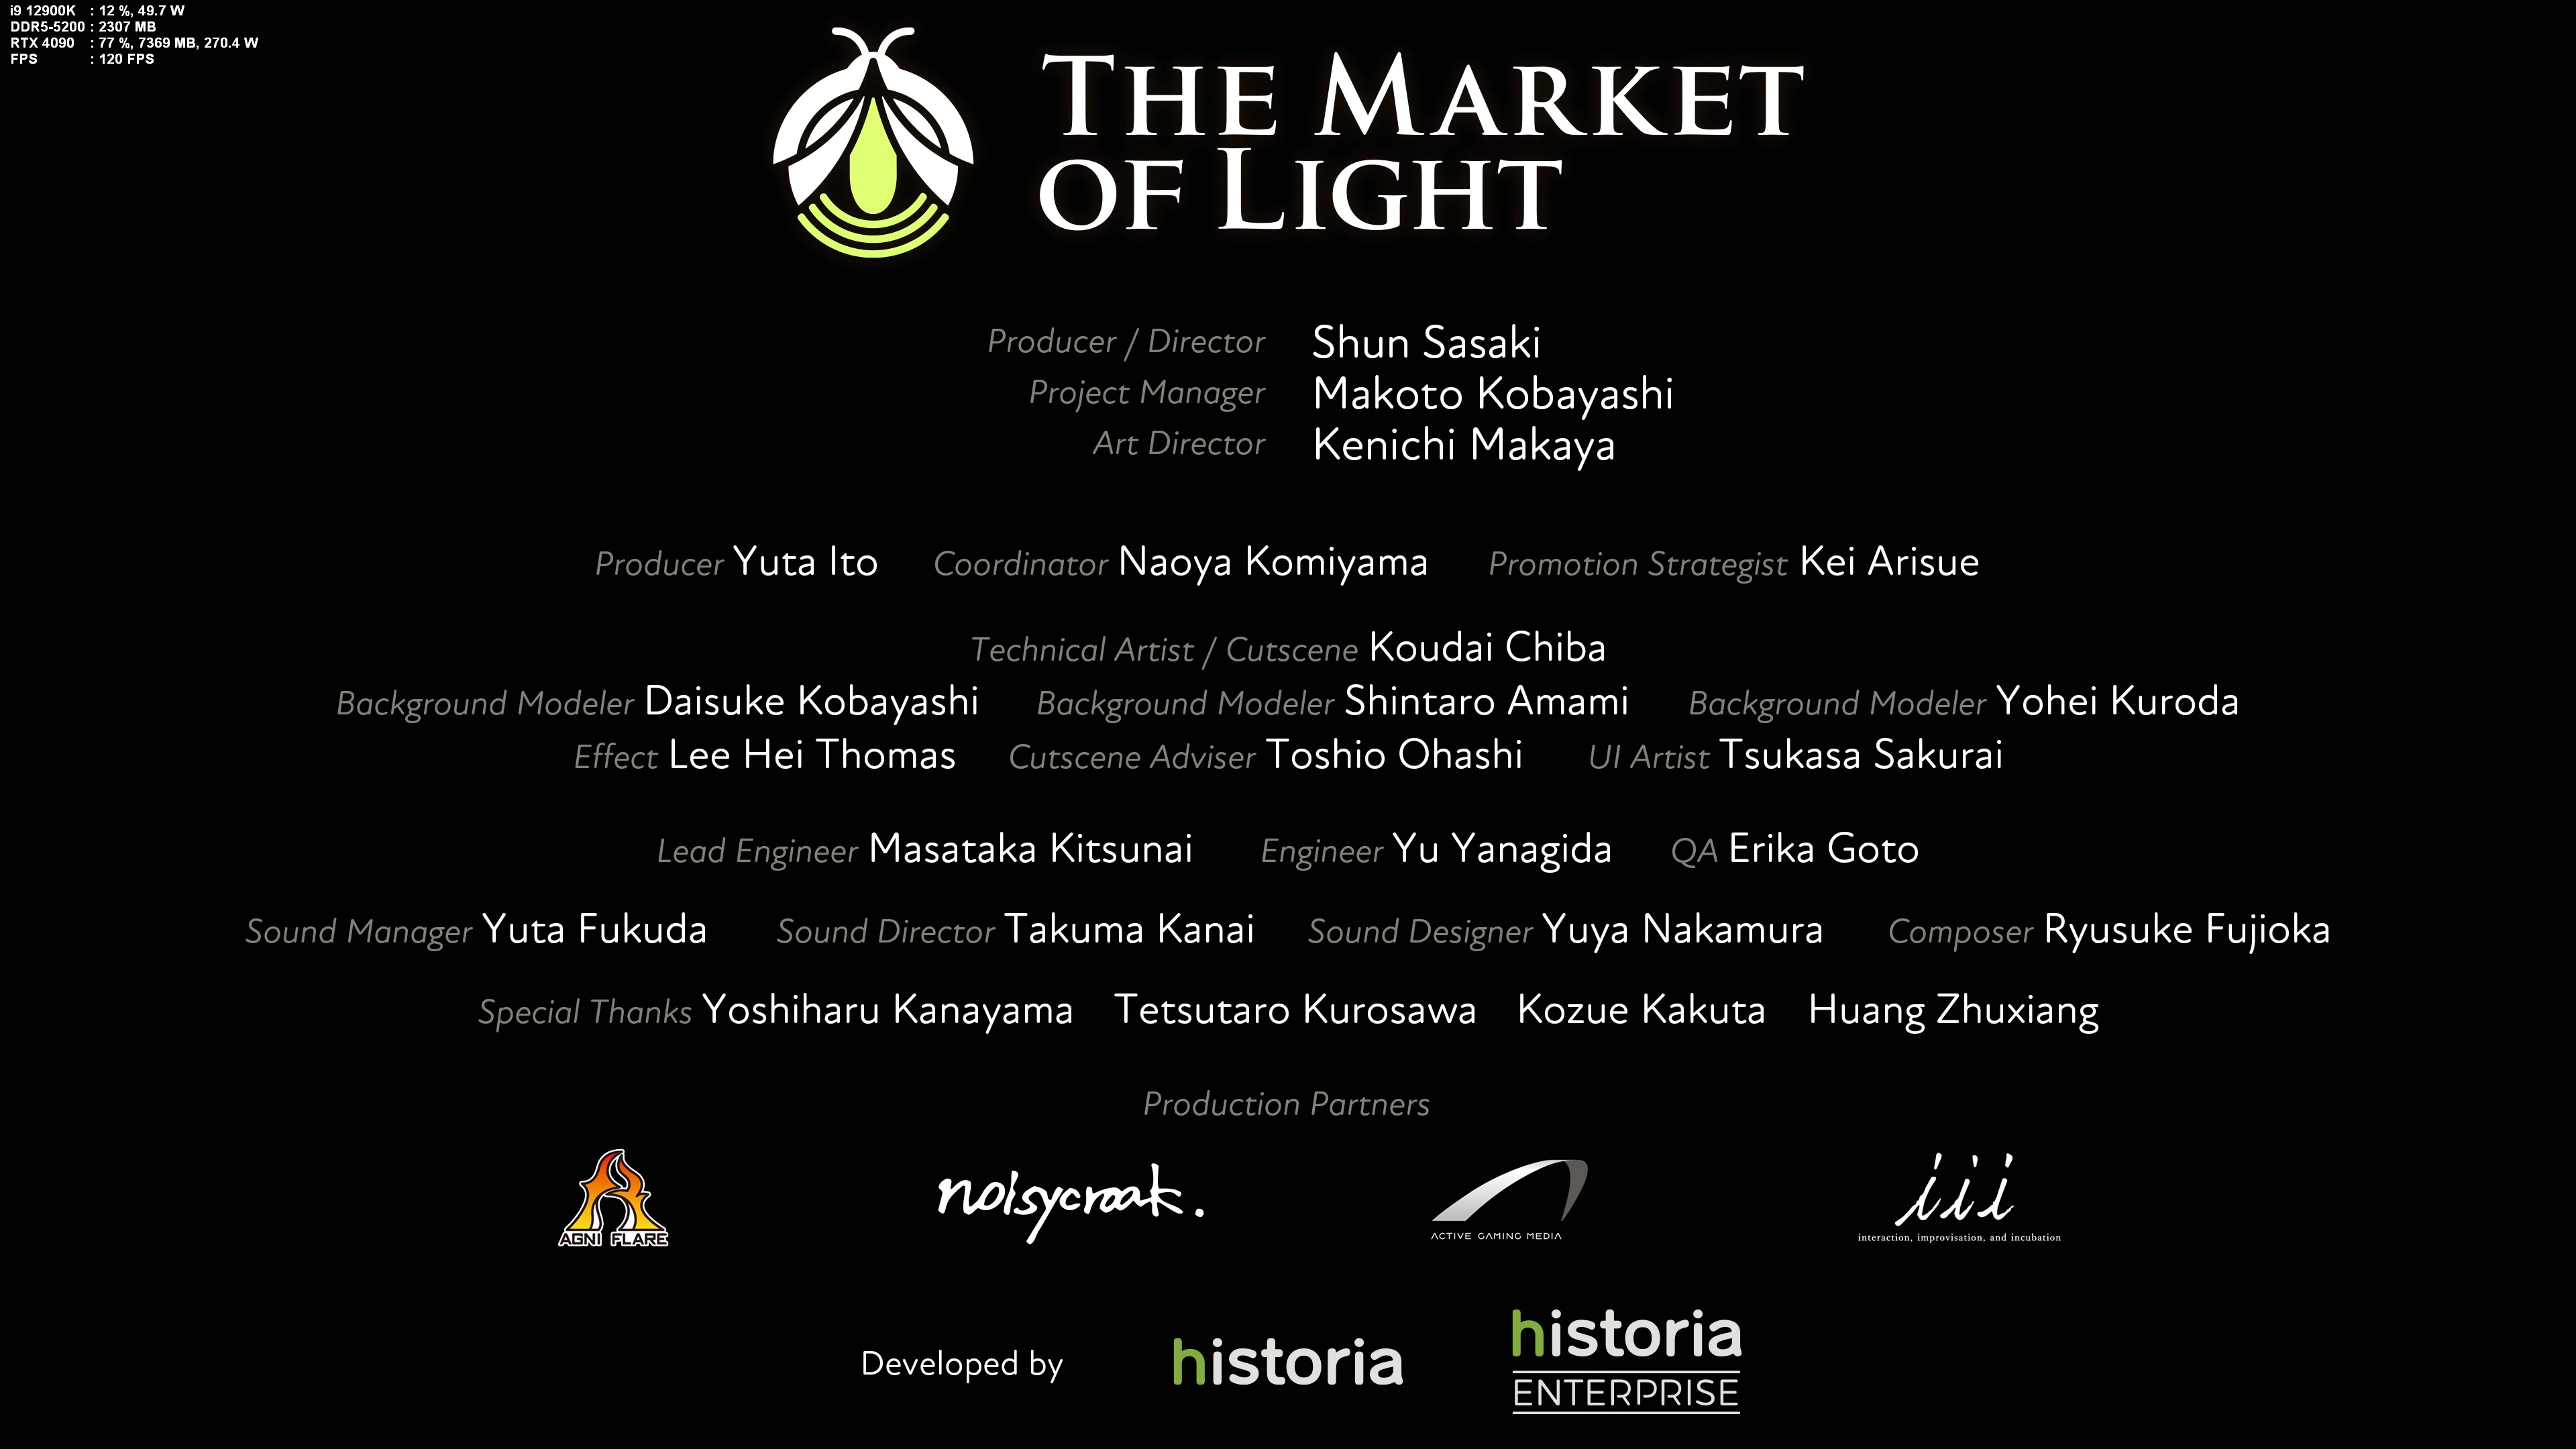 i9 12900K : 12 %, 49.7 W
DDR5-5200 : 2307 MB
RTX 4090 : 77 %, 7369 MB, 270.4 W
FPS : 120 FPS
THE MARKET
OF LIGHT
Producer / Director Shun Sasaki
Project Manager Makoto Kobayashi
Art Director Kenichi Makaya
Producer Yuta Ito Coordinator Naoya Komiyama Promotion Strategist Kei Arisue
Technical Artist / Cutscene Koudai Chiba
Background Modeler Daisuke Kobayashi Background Modeler Shintaro Amami Background Modeler Yohei Kuroda
Effect Lee Hei Thomas Cutscene Adviser Toshio Ohashi UI Artist Tsukasa Sakurai
Lead Engineer Masataka Kitsunai Engineer Yu Yanagida QA Erika Goto
Sound Manager Yuta Fukuda Sound Director Takuma Kanai Sound Designer Yuya Nakamura Composer Ryusuke Fujioka
Special Thanks Yoshiharu Kanayama Tetsutaro Kurosawa Kozue Kakuta Huang Zhuxiang
Production Partners
AGNI FLARE
noisycroak.
ACTIVE GAMING MEDIA
iii
interaction, improvisation, and incubation
Developed by historia
historia
ENTERPRISE